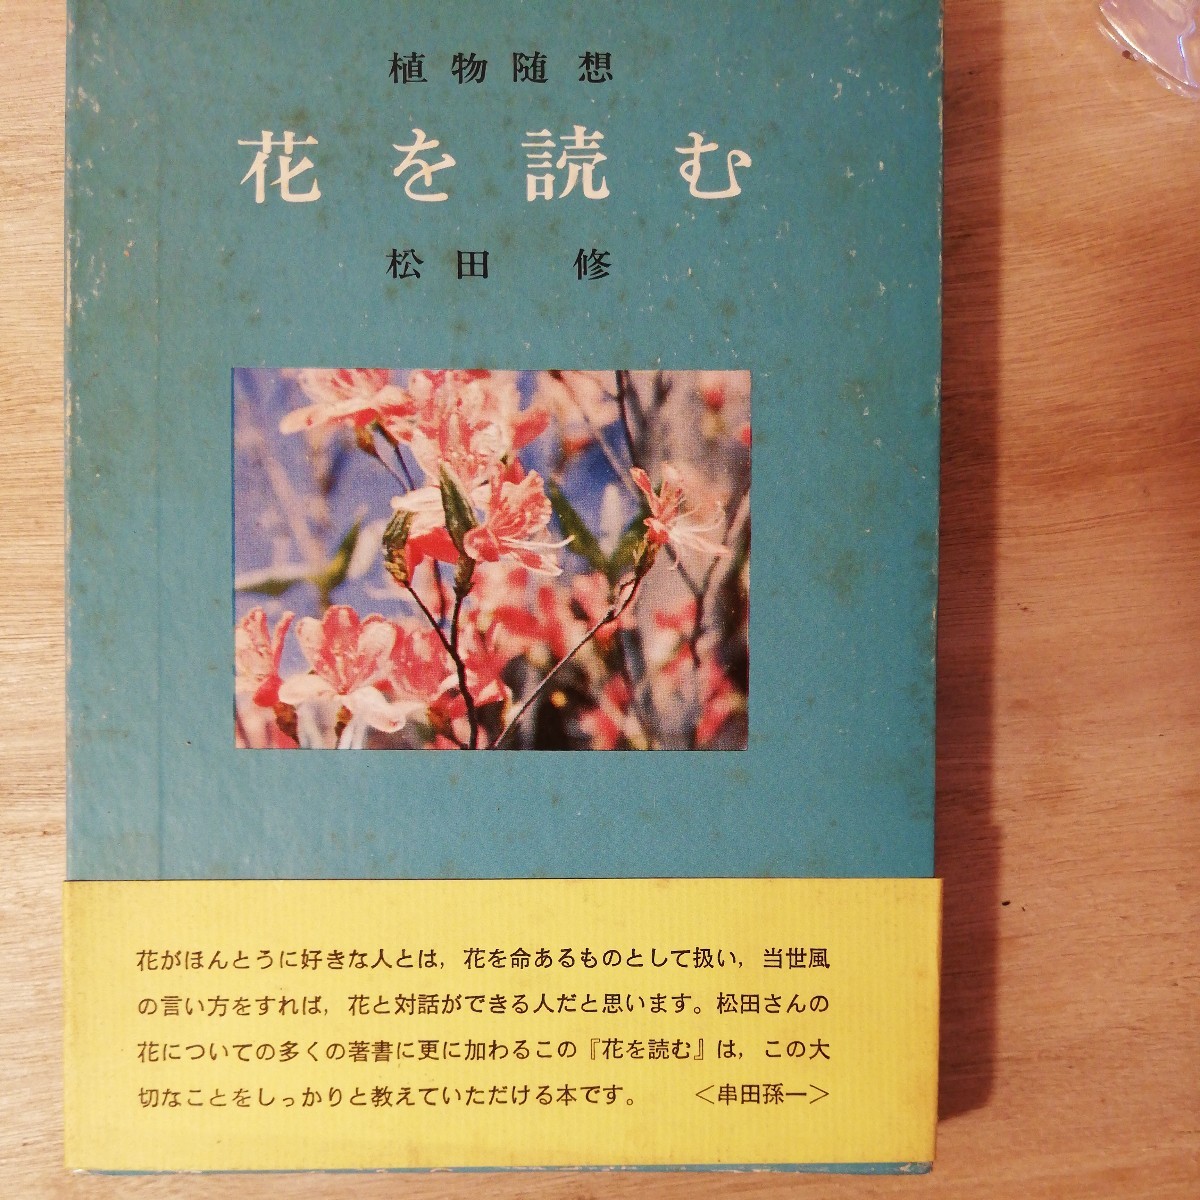 植物随想
花を読む
松田 修
花がほんとうに好きな人とは，花を命あるものとして扱い，当世風
の言い方をすれば，花と対話ができる人だと思います。松田さんの
花についての多くの著書に更に加わるこの『花を読む』は，この大
切なことをしっかりと教えていただける本です。 ＜串田孫一＞